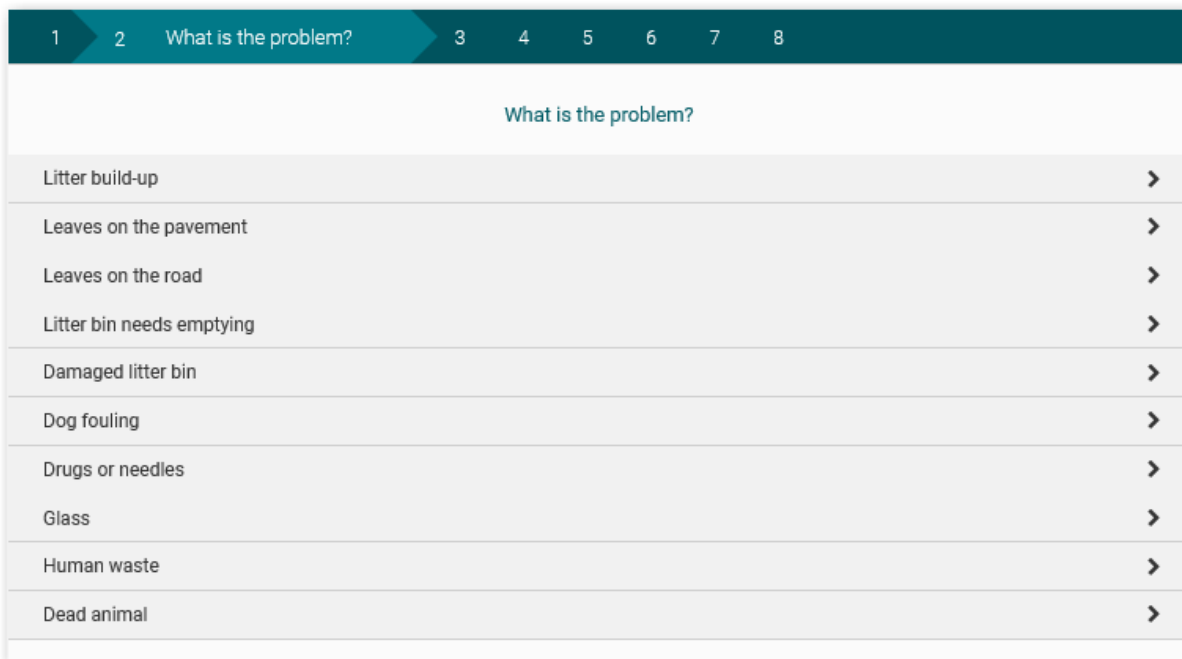 1 2 What is the problem? 3 4 5 6 7 8
What is the problem?
Litter build-up
Leaves on the pavement
Leaves on the road
Litter bin needs emptying
Damaged litter bin
Dog fouling
Drugs or needles
Glass
Human waste
Dead animal